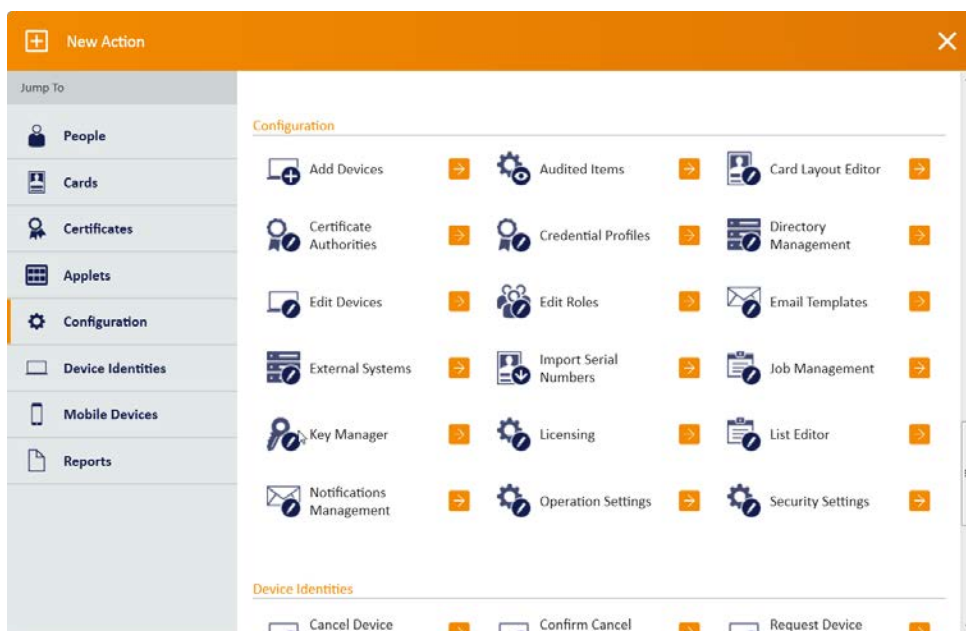 New Action
Jump To
People
Cards
Certificates
Applets
Configuration
Device Identities
Mobile Devices
Reports
Configuration
Add Devices
Audited Items
Card Layout Editor
Certificate
Authorities
Credential Profiles
Directory
Management
Edit Devices
Edit Roles
Email Templates
External Systems
Import Serial
Numbers
Job Management
Key Manager
Licensing
List Editor
Notifications
Management
Operation Settings
Security Settings
Device Identities
Cancel Device
Confirm Cancel
Request Device